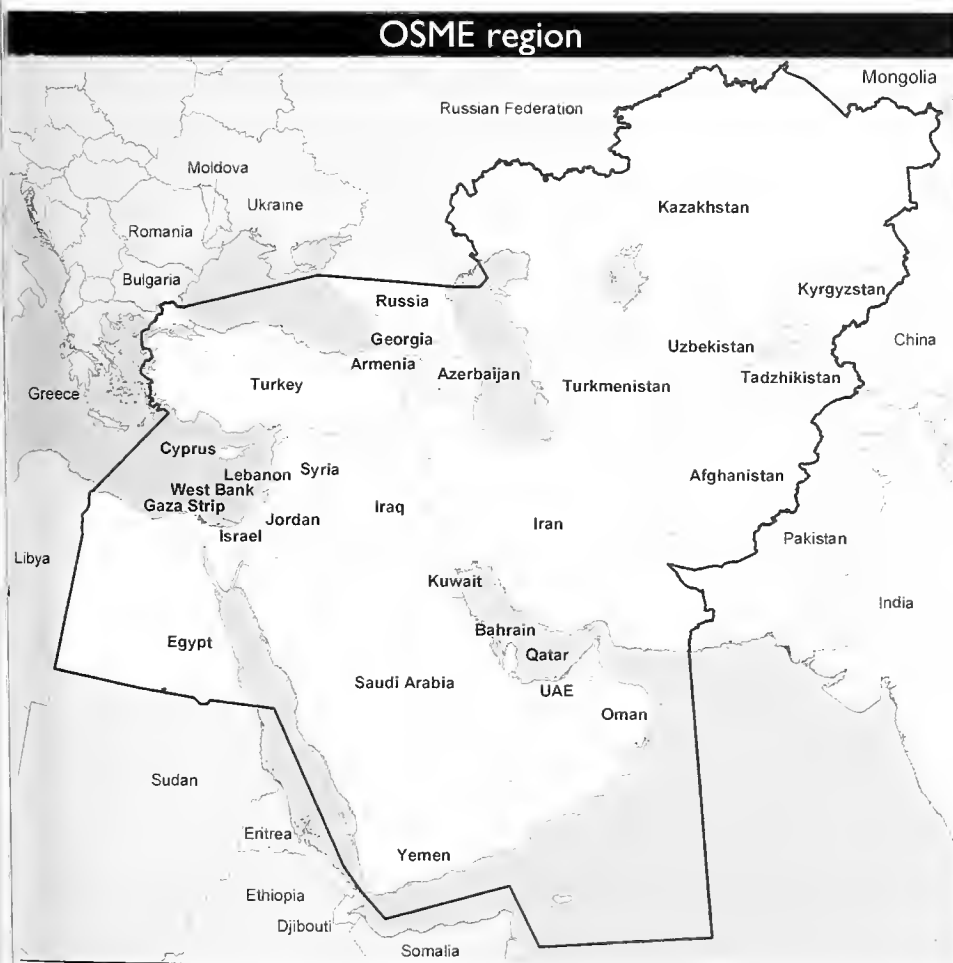 OSME region
Mongolia
Russian Federation
Moldova
Ukraine
Kazakhstan
Romania
Bulgaria
Kyrgyzstan
Russia
Georgia
China
Uzbekistan
Armenia
Azerbaijan
Tadzhikistan
Turkey
Turkmenistan
Greece
Cyprus
Syria
Lebanon
Afghanistan
West Bank
Gaza Strip
Iraq
Jordan
Iran
Israel
Pakistan
Libya
Kuwait
India
Bahrain
Egypt
Qatar
Saudi Arabia
UAE
Oman
Sudan
Eritrea
Yemen
Ethiopia
Djibouti
Somalia